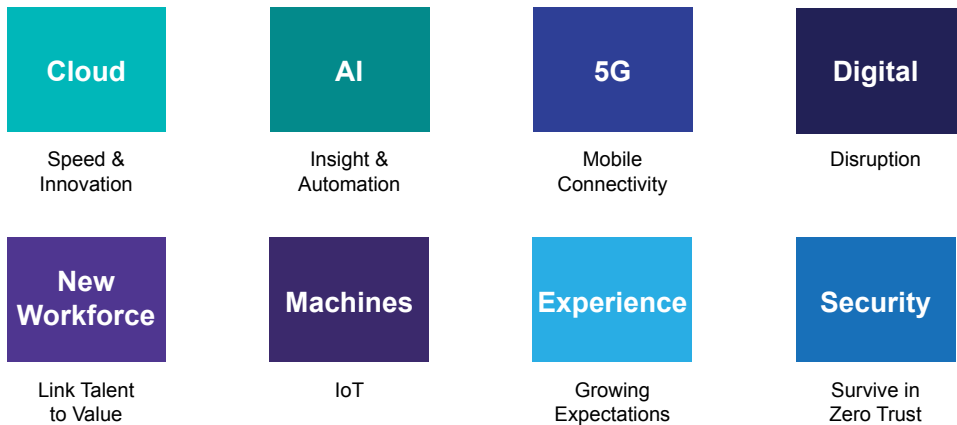 Cloud
AI
5G
Digital
Speed &
Innovation
Insight &
Automation
Mobile
Connectivity
Disruption
New
Workforce
Machines
Experience
Security
Link Talent
to Value
IoT
Growing
Expectations
Survive in
Zero Trust